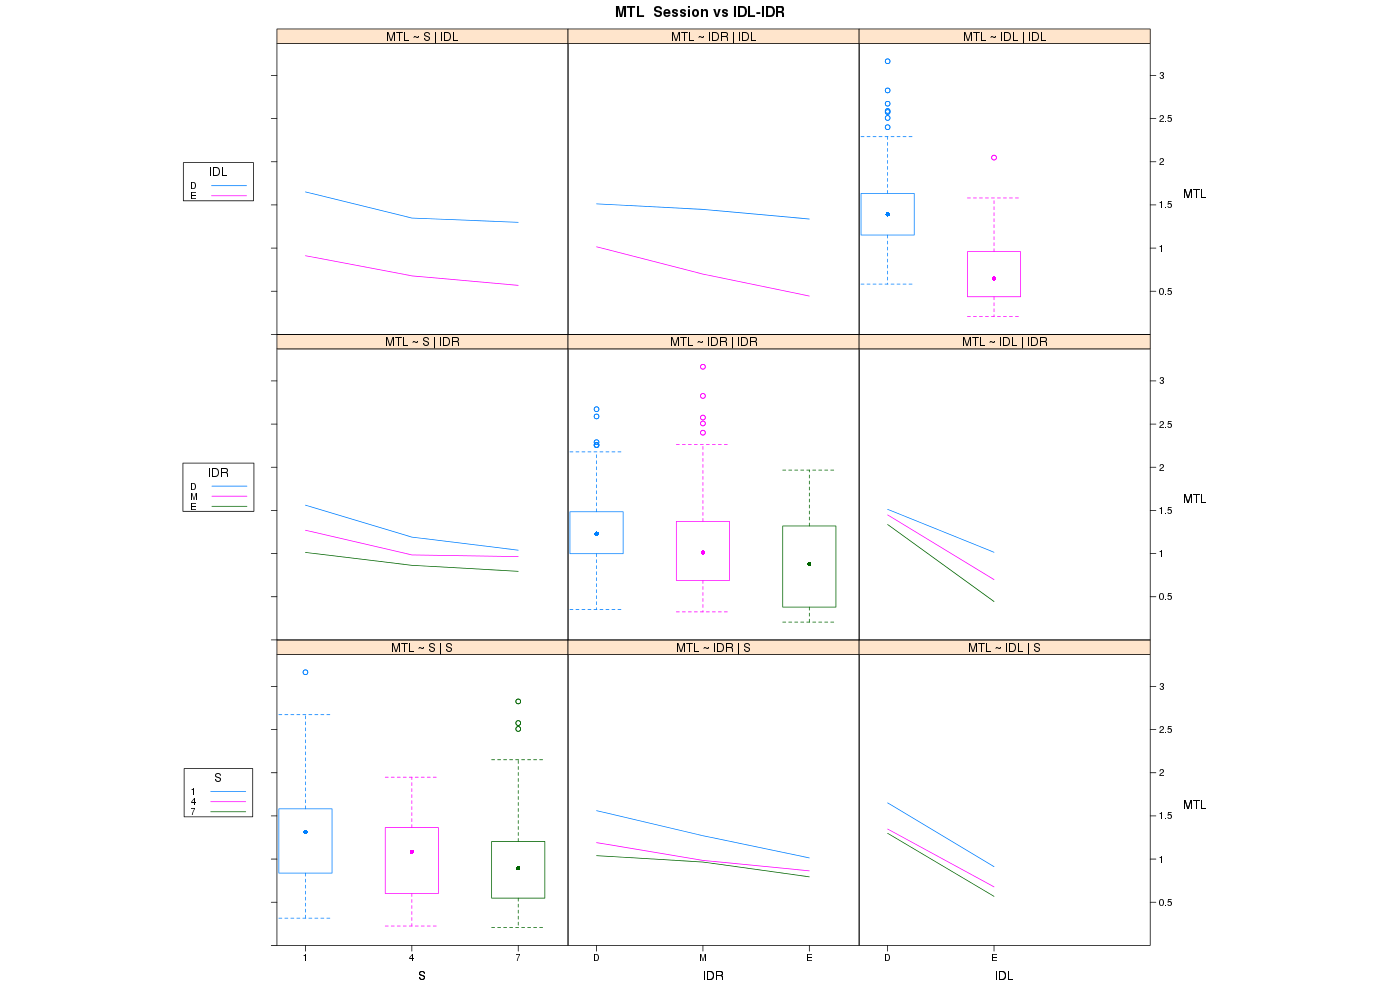 MTL  Session vs IDL-IDR
MTL ~ S | IDL
MTL ~ IDR | IDL
MTL ~ IDL | IDL
3
2.5
2
1.5
1
0.5
MTL
IDL
D
E
MTL ~ S | IDR
MTL ~ IDR | IDR
MTL ~ IDL | IDR
3
2.5
2
1.5
1
0.5
MTL
IDR
D
M
E
MTL ~ S | S
MTL ~ IDR | S
MTL ~ IDL | S
3
2.5
2
1.5
1
0.5
MTL
S
1
4
7
1 4 7 D M E D E
S IDR IDL